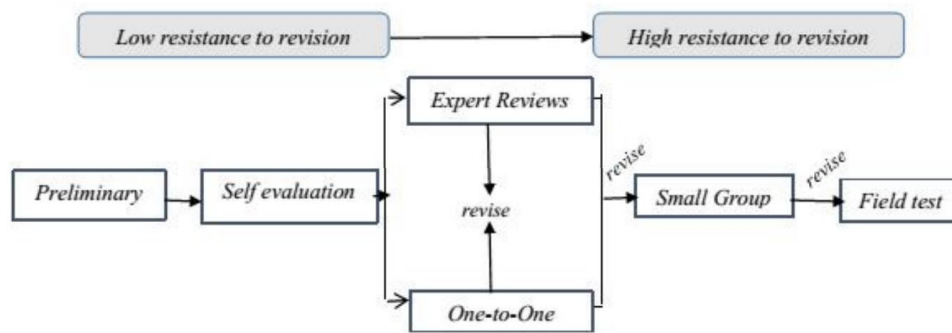 Low resistance to revision
High resistance to revision
Expert Reviews
Preliminary
Self evaluation
revise
revise
Small Group
revise
Field test
One-to-One